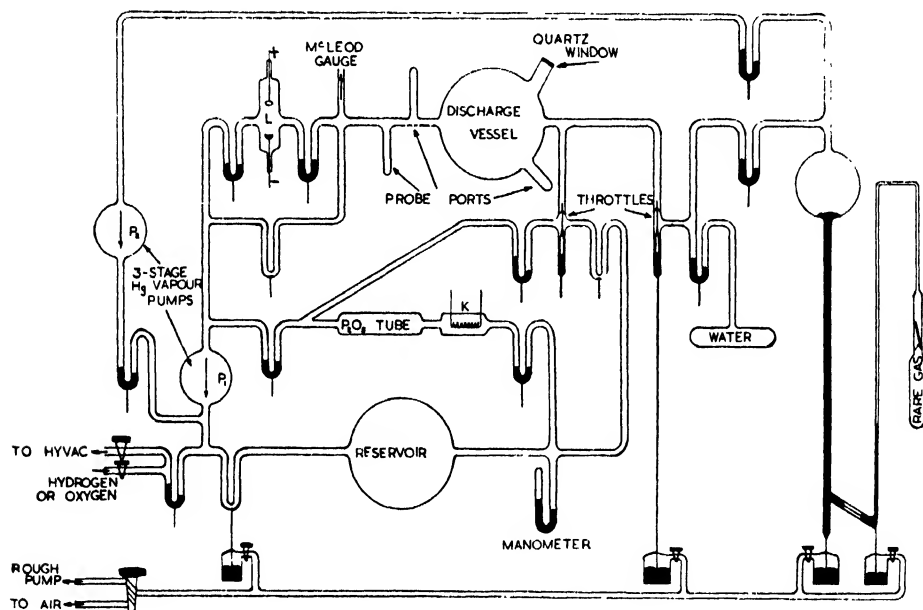 QUARTZ
WINDOW
McLEOD
GAUGE
+
L
-
DISCHARGE
VESSEL
PROBE
PORTS
THROTTLES
P₂
3-STAGE
Hg VAPOUR
PUMPS
P₁
K
P₂O₅ TUBE
WATER
RARE GAS
RESERVOIR
TO HYVAC
HYDROGEN
OR OXYGEN
MANOMETER
ROUGH
PUMP
TO AIR